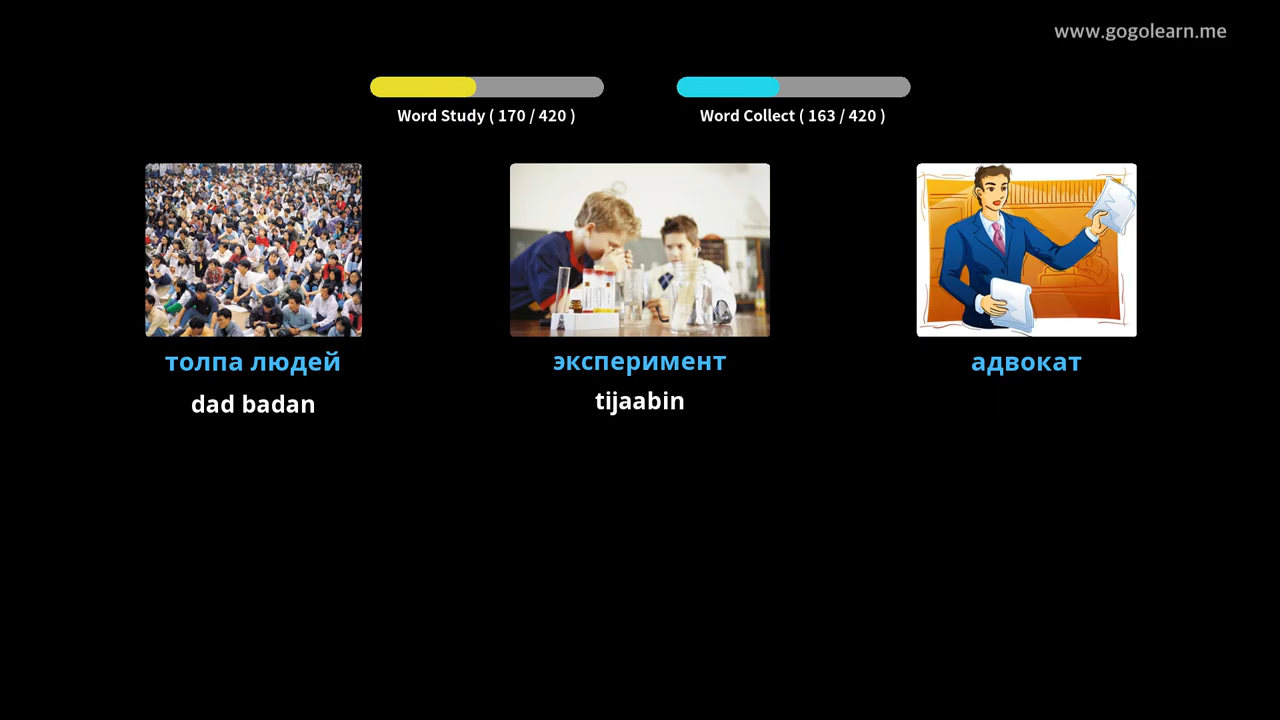 www.gogolearn.me
Word Study ( 170 / 420 )
Word Collect ( 163 / 420 )
толпа людей
эксперимент
адвокат
dad badan
tijaabin